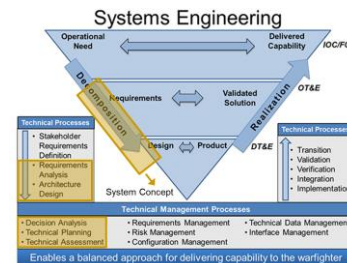 Systems Engineering
Operational
Need
Delivered
Capability
IOC/FOC
Decomposition
Realization
OT&E
Requirements
Validated
Solution
Design
Product
DT&E
System Concept
Technical Processes
• Stakeholder
Requirements
Definition
• Requirements
Analysis
• Architecture
Design
Technical Processes
• Transition
• Validation
• Verification
• Integration
• Implementation
Technical Management Processes
• Decision Analysis
• Technical Planning
• Technical Assessment
• Requirements Management
• Risk Management
• Configuration Management
• Technical Data Management
• Interface Management
Enables a balanced approach for delivering capability to the warfighter